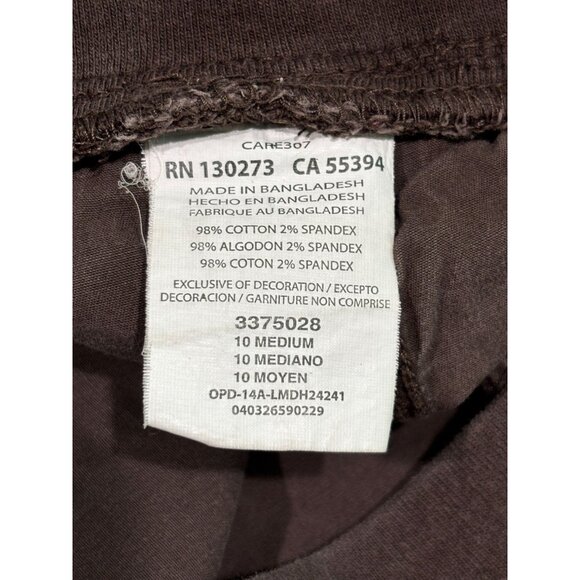 CARE307
RN 130273 CA 55394
MADE IN BANGLADESH
HECHO EN BANGLADESH
FABRIQUE AU BANGLADESH
98% COTTON 2% SPANDEX
98% ALGODON 2% SPANDEX
98% COTON 2% SPANDEX
EXCLUSIVE OF DECORATION / EXCEPTO
DECORACION / GARNITURE NON COMPRISE
3375028
10 MEDIUM
10 MEDIANO
10 MOYEN
OPD-14A-LMDH24241
040326590229